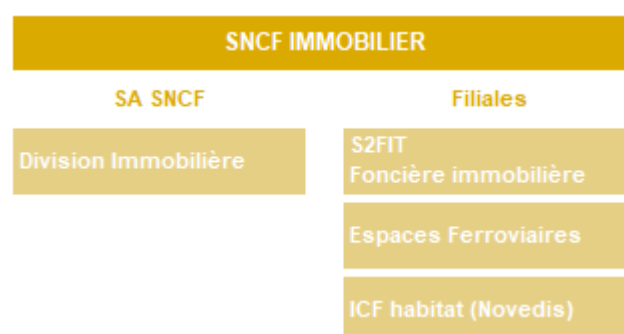 SNCF IMMOBILIER
SA SNCF
Filiales
Division Immobilière
S2FIT
Foncière immobilière
Espaces Ferroviaires
ICF habitat (Novedis)